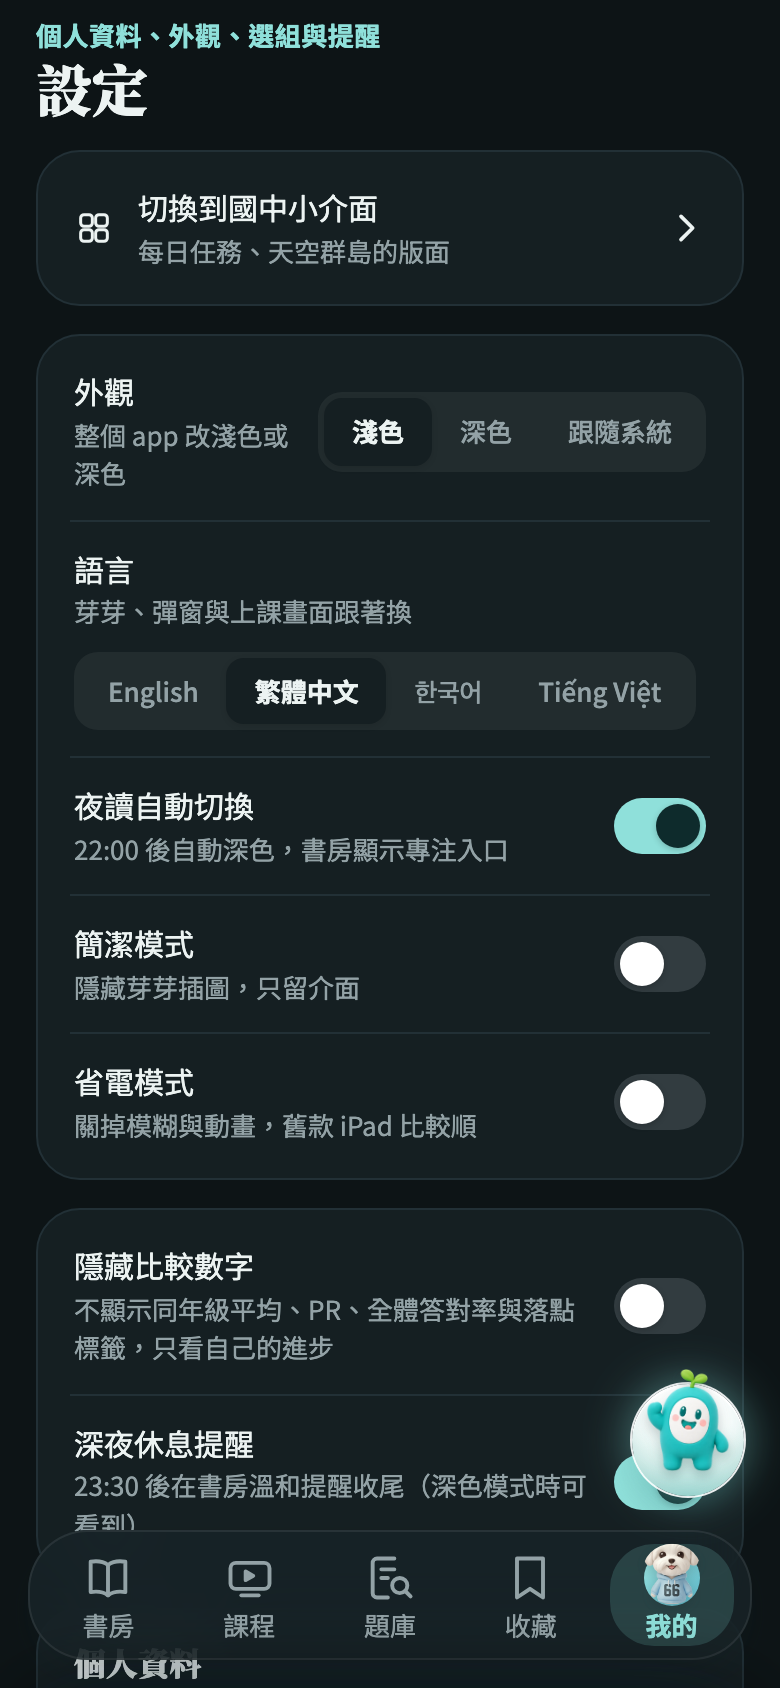 個人資料、外觀、選組與提醒
設定
切換到國中小介面
每日任務、天空群島的版面
外觀
整個 app 改淺色或
深色
淺色
深色
跟隨系統
語言
芽芽、彈窗與上課畫面跟著換
English
繁體中文
한국어
Tiếng Việt
夜讀自動切換
22:00 後自動深色，書房顯示專注入口
簡潔模式
隱藏芽芽插圖，只留介面
省電模式
關掉模糊與動畫，舊款 iPad 比較順
隱藏比較數字
不顯示同年級平均、PR、全體答對率與落點
標籤，只看自己的進步
深夜休息提醒
23:30 後在書房溫和提醒收尾（深色模式時可
看到）
書房
課程
題庫
收藏
66
我的
個人資料